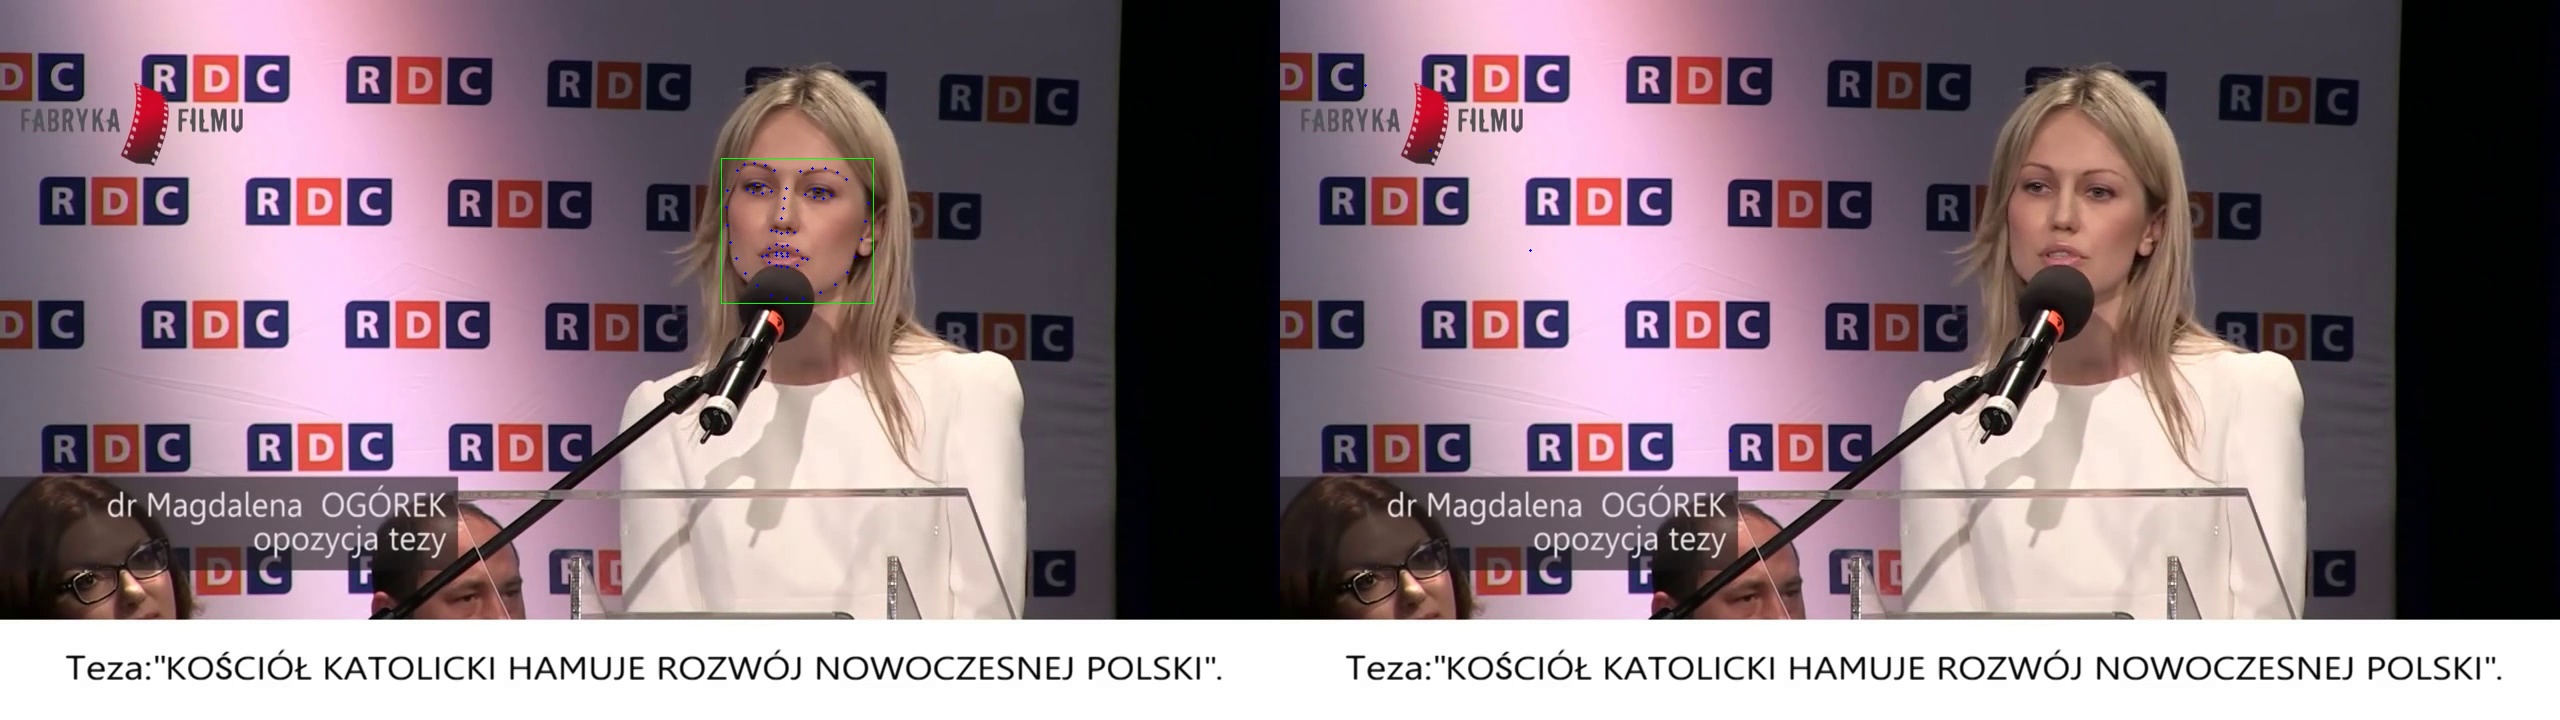 DC RDC RDC RDC RDC
FABRYKA FILMU
RDC RDC RDC R DC
DC RDC RDC RDC RDC
RDC RDC RDC
dr Magdalena OGÓREK
opozycja tezy
DC R D C
Teza:"KOŚCIÓŁ KATOLICKI HAMUJE ROZWÓJ NOWOCZESNEJ POLSKI".
DC RDC RDC RDC RDC
FABRYKA FILMU
RDC RDC RDC R DC
DC RDC RDC RDC RDC
RDC RDC RDC
dr Magdalena OGÓREK
opozycja tezy
DC R D C
Teza:"KOŚCIÓŁ KATOLICKI HAMUJE ROZWÓJ NOWOCZESNEJ POLSKI".